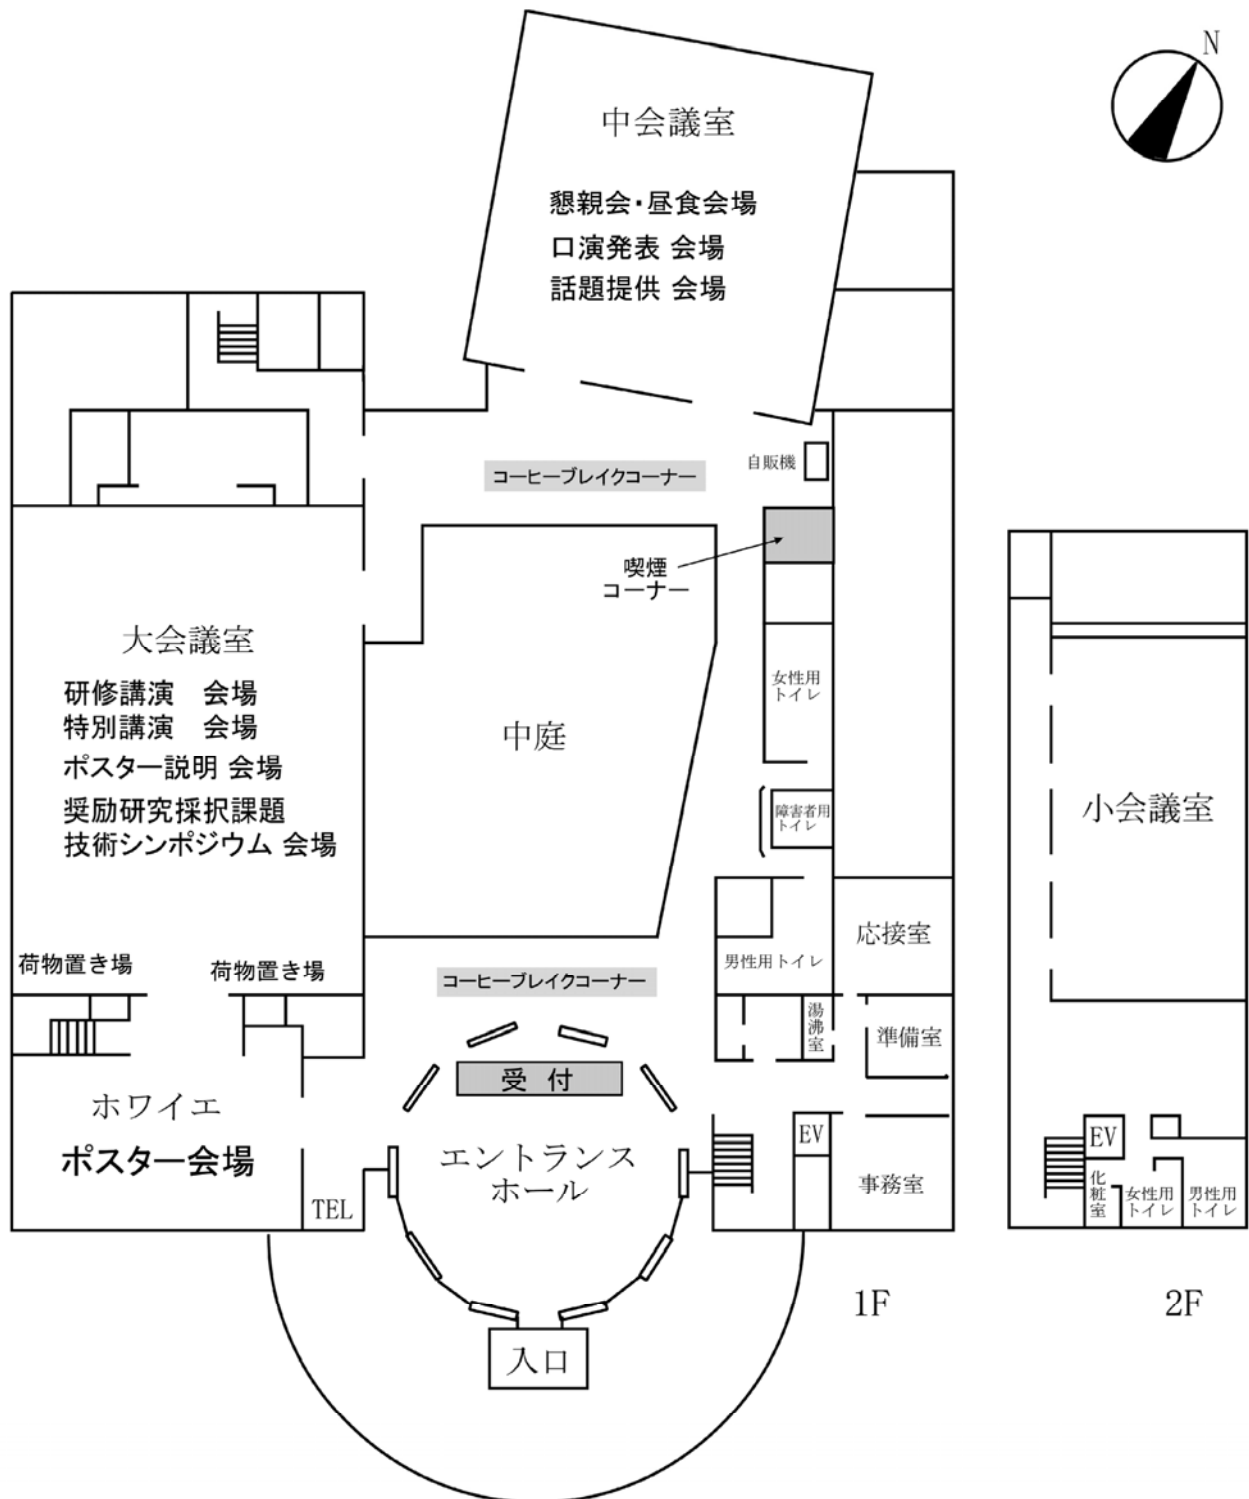 N
中会議室
懇親会・昼食会場
口演発表 会場
話題提供 会場
自販機
コーヒーブレイクコーナー
喫煙
コーナー
大会議室
研修講演　会場
特別講演　会場
ポスター説明 会場
奨励研究採択課題
技術シンポジウム 会場
中庭
女性用
トイレ
障害者用
トイレ
小会議室
応接室
男性用トイレ
荷物置き場
荷物置き場
コーヒーブレイクコーナー
湯沸室
準備室
受　付
ホワイエ
ポスター会場
エントランス
ホール
TEL
EV
事務室
EV
化粧室
女性用
トイレ
男性用
トイレ
1F
2F
入口